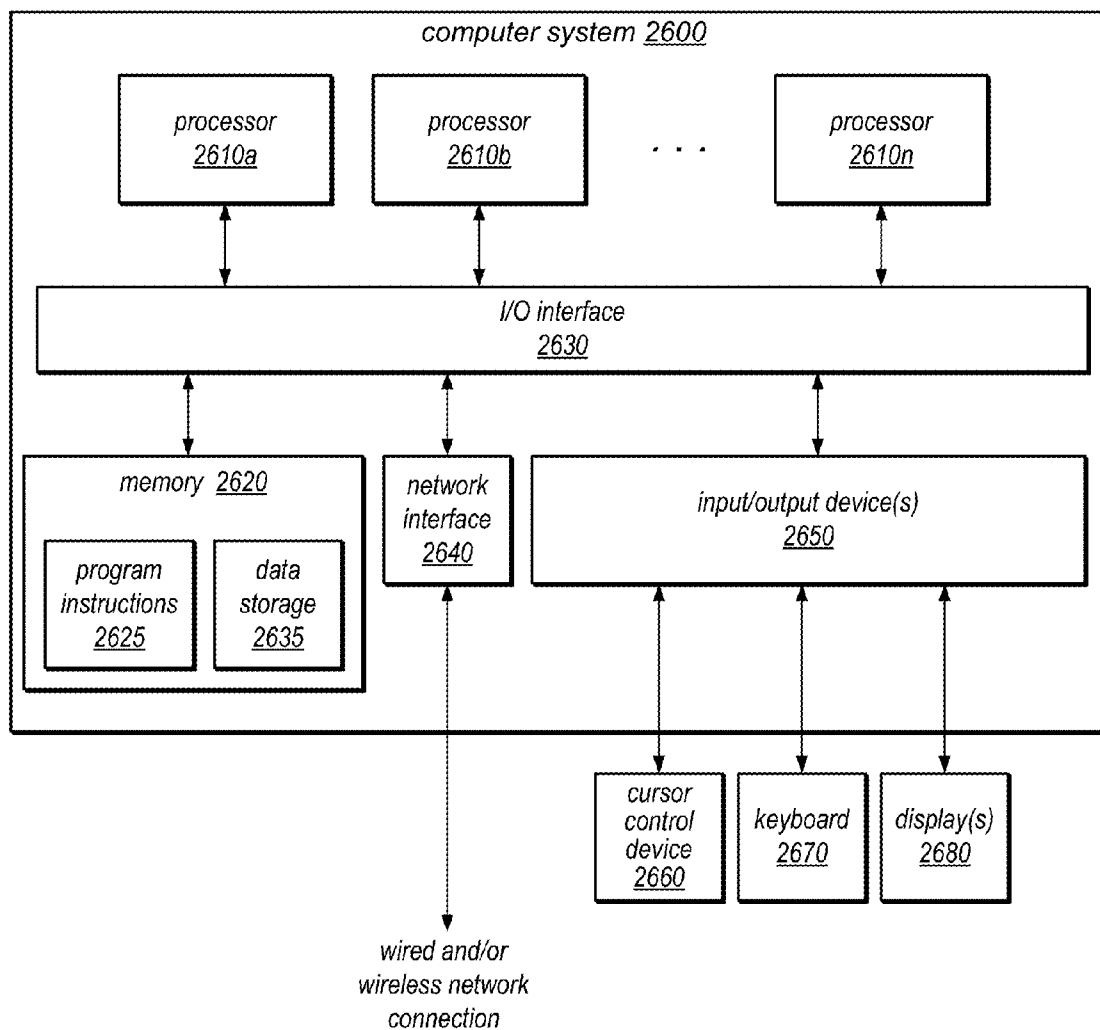 computer system 2600
processor
2610a
processor
2610b
. . .
processor
2610n
I/O interface
2630
memory 2620
program
instructions
2625
data
storage
2635
network
interface
2640
input/output device(s)
2650
cursor
control
device
2660
keyboard
2670
display(s)
2680
wired and/or
wireless network
connection